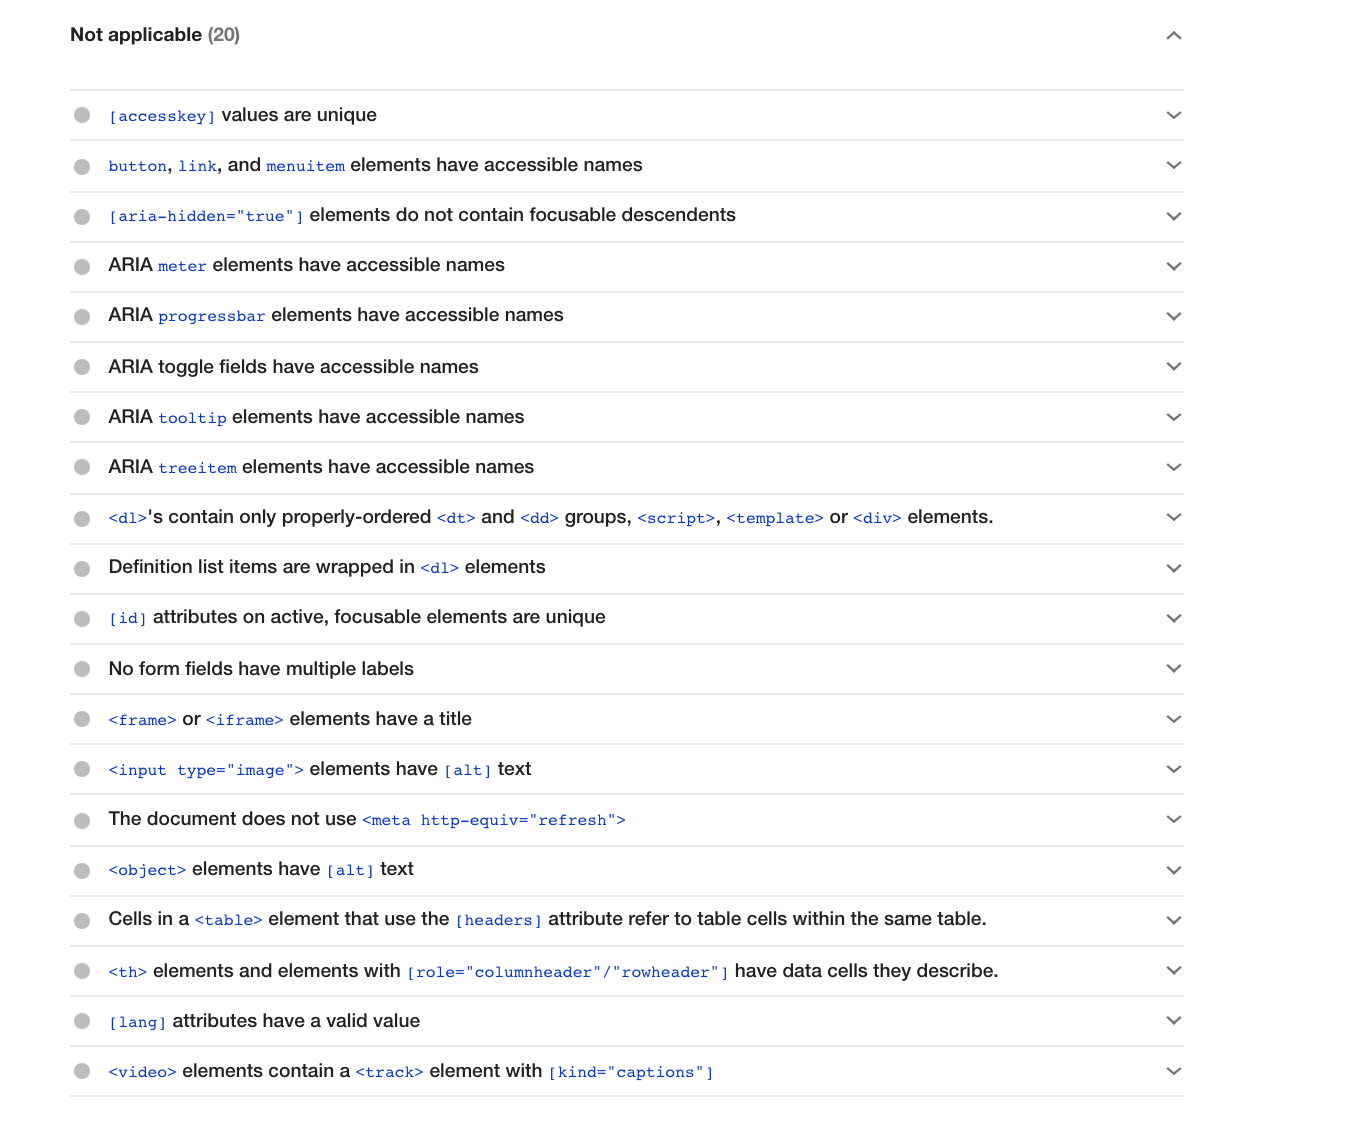 Not applicable (20)
[accesskey] values are unique
button, link, and menuitem elements have accessible names
[aria-hidden="true"] elements do not contain focusable descendents
ARIA meter elements have accessible names
ARIA progressbar elements have accessible names
ARIA toggle fields have accessible names
ARIA tooltip elements have accessible names
ARIA treeitem elements have accessible names
<dl>'s contain only properly-ordered <dt> and <dd> groups, <script>, <template> or <div> elements.
Definition list items are wrapped in <dl> elements
[id] attributes on active, focusable elements are unique
No form fields have multiple labels
<frame> or <iframe> elements have a title
<input type="image"> elements have [alt] text
The document does not use <meta http-equiv="refresh">
<object> elements have [alt] text
Cells in a <table> element that use the [headers] attribute refer to table cells within the same table.
<th> elements and elements with [role="columnheader"/"rowheader"] have data cells they describe.
[lang] attributes have a valid value
<video> elements contain a <track> element with [kind="captions"]